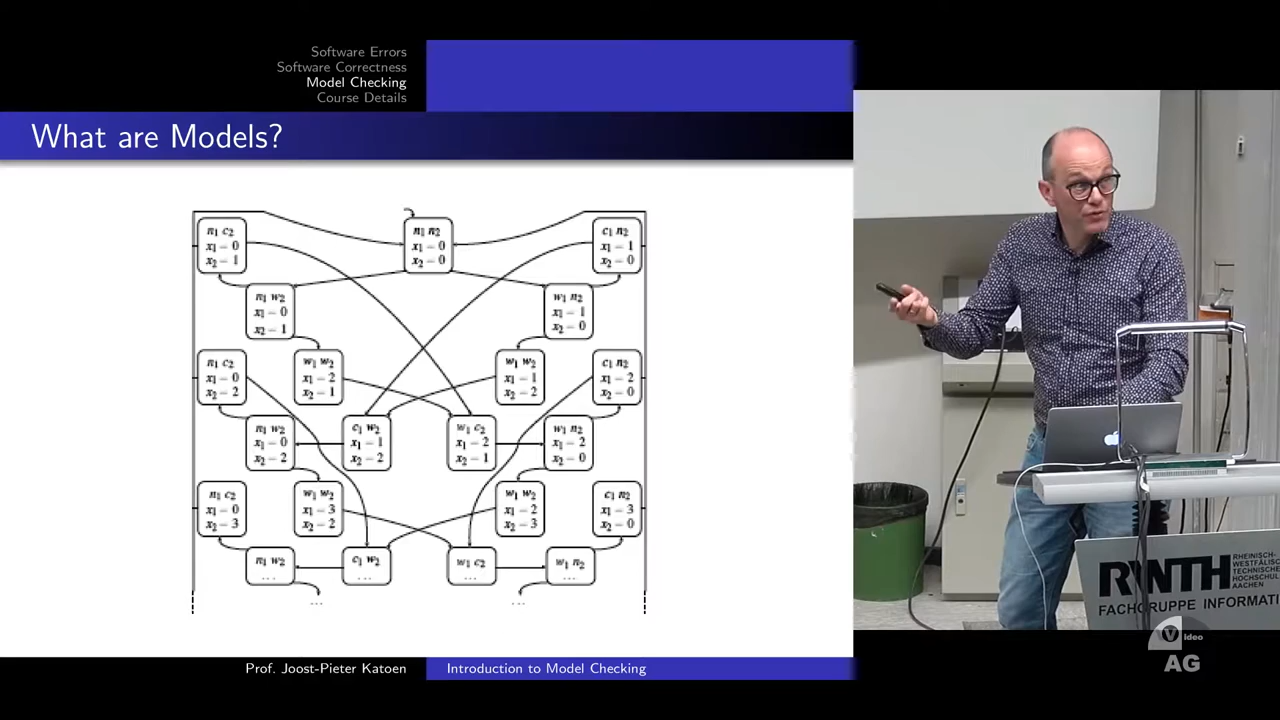 Software Errors
Software Correctness
Model Checking
Course Details
What are Models?
n1 c2
x1 = 0
x2 = 1
n1 n2
x1 = 0
x2 = 0
c1 n2
x1 = 1
x2 = 0
n1 w2
x1 = 0
x2 = 1
w1 n2
x1 = 1
x2 = 0
n1 c2
x1 = 0
x2 = 2
w1 w2
x1 = 2
x2 = 1
w1 w2
x1 = 1
x2 = 2
c1 n2
x1 = 2
x2 = 0
n1 w2
x1 = 0
x2 = 2
c1 w2
x1 = 1
x2 = 2
w1 c2
x1 = 2
x2 = 1
w1 n2
x1 = 2
x2 = 0
n1 c2
x1 = 0
x2 = 3
w1 w2
x1 = 3
x2 = 2
w1 w2
x1 = 2
x2 = 3
c1 n2
x1 = 3
x2 = 0
n1 w2
...
c1 w2
...
w1 c2
...
w1 n2
...
...
...
Prof. Joost-Pieter Katoen
Introduction to Model Checking
RWTH
RHEINISCH-
WESTFÄLISC
TECHNISCHE
HOCHSCHUL
AACHEN
FACHGRUPPE INFORMATI
Video
AG